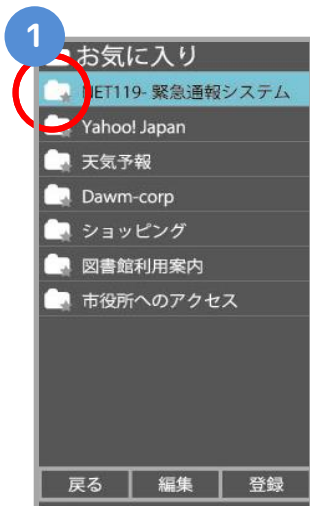 1
お気に入り
NET119- 緊急通報システム
Yahoo! Japan
天気予報
Dawm-corp
ショッピング
図書館利用案内
市役所へのアクセス
戻る 編集 登録